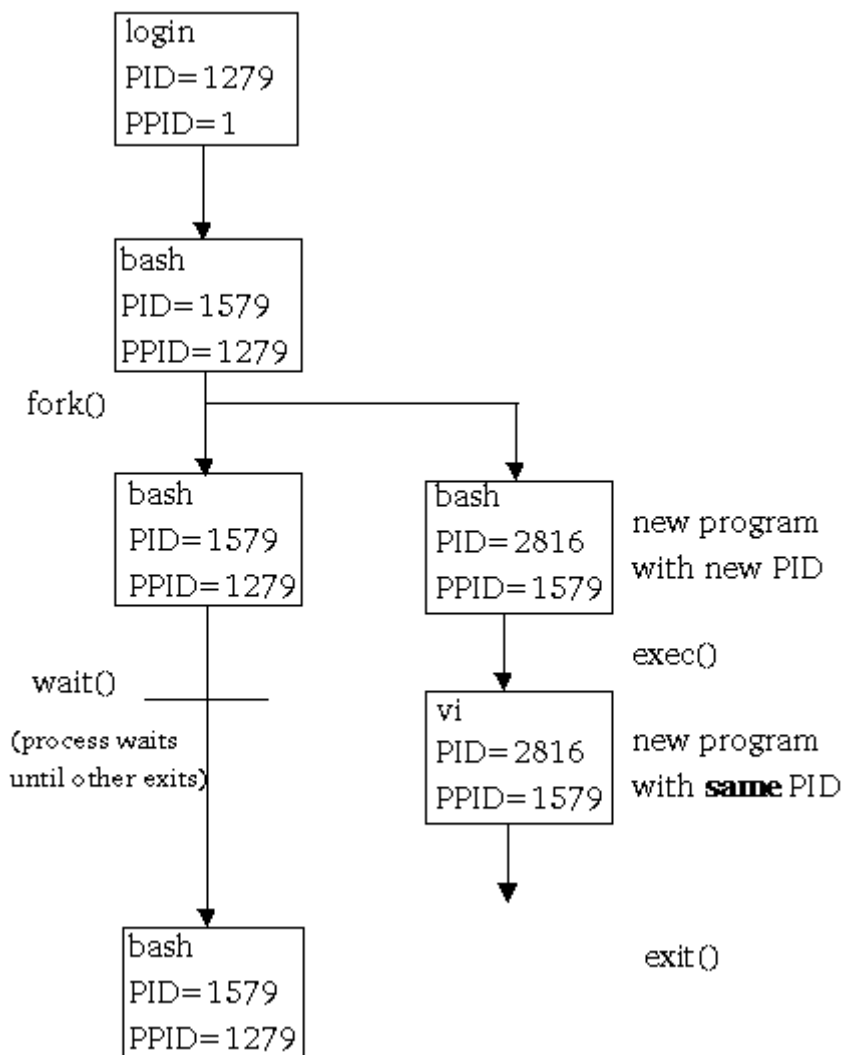 login
PID=1279
PPID=1
bash
PID=1579
PPID=1279
fork()
bash
PID=1579
PPID=1279
bash
PID=2816
PPID=1579
new program
with new PID
exec()
wait()
(process waits
until other exits)
vi
PID=2816
PPID=1579
new program
with same PID
bash
PID=1579
PPID=1279
exit()